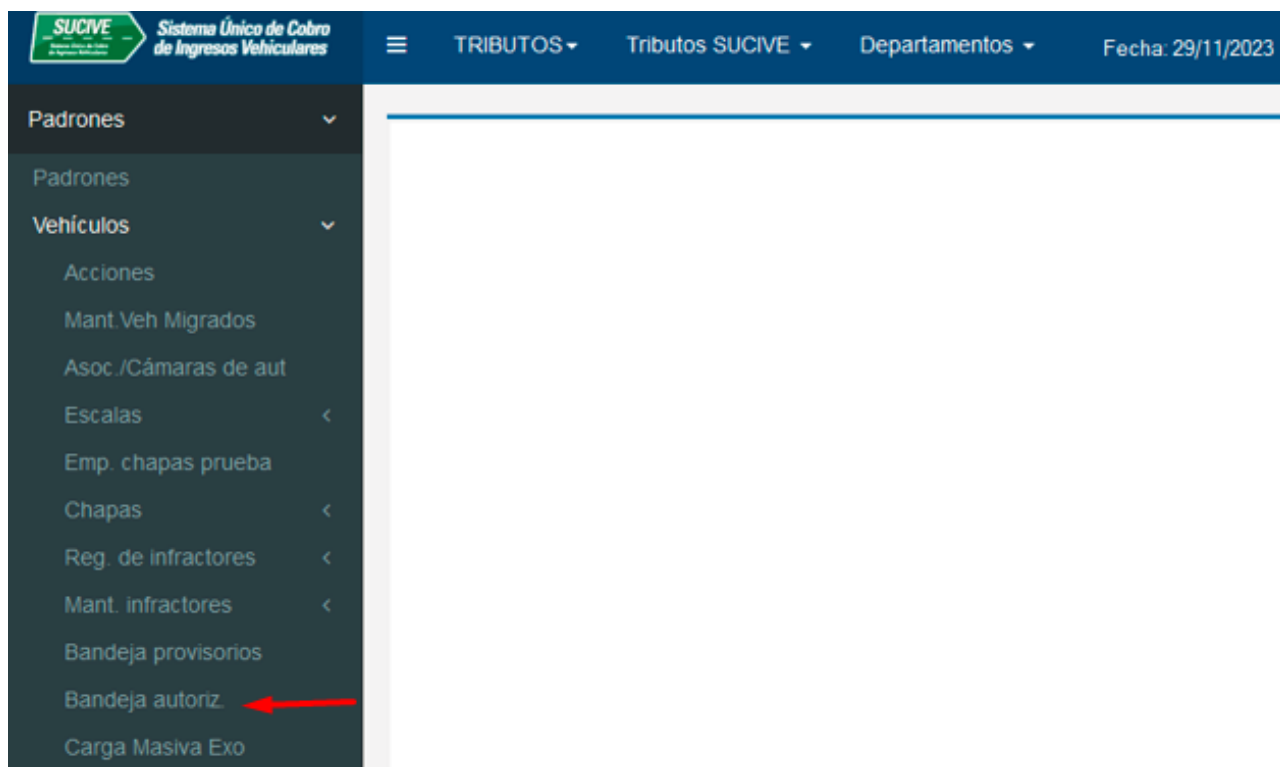 SUCIVE
Sistema Único de Cobro
de Ingresos Vehiculares
TRIBUTOS
Tributos SUCIVE
Departamentos
Fecha: 29/11/2023
Padrones
Padrones
Vehículos
Acciones
Mant.Veh Migrados
Asoc./Cámaras de aut
Escalas
Emp. chapas prueba
Chapas
Reg. de infractores
Mant. infractores
Bandeja provisorios
Bandeja autoriz.
Carga Masiva Exo